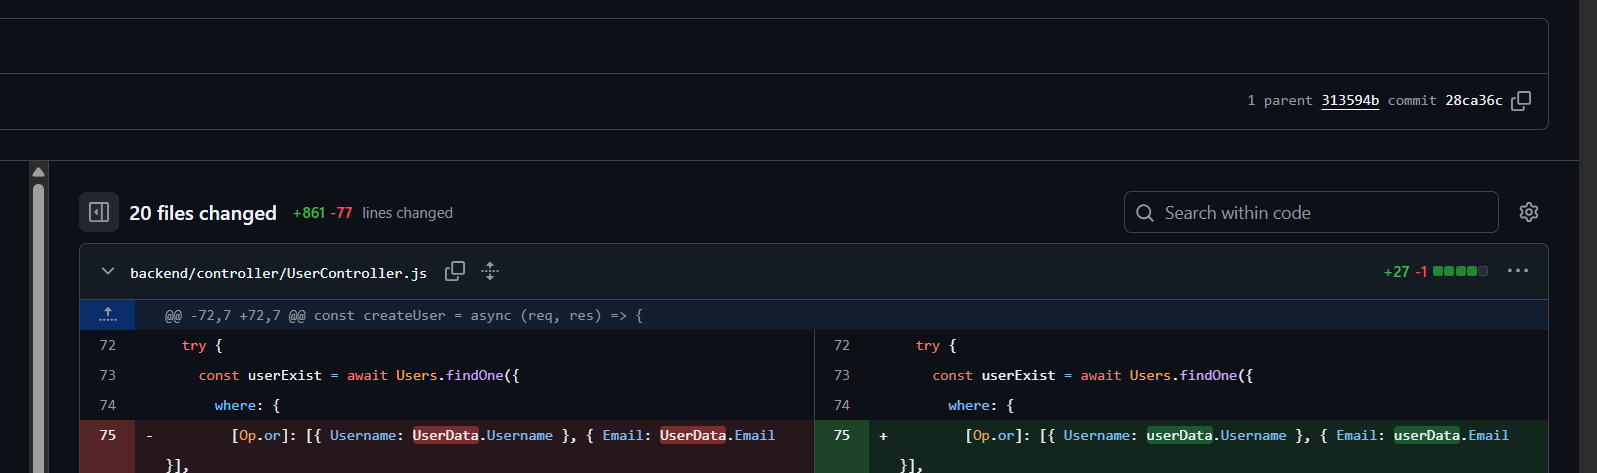 1 parent 313594b commit 28ca36c
20 files changed +861 -77 lines changed
Search within code
backend/controller/UserController.js
+27 -1
@@ -72,7 +72,7 @@ const createUser = async (req, res) => {
72 try {
73 const userExist = await Users.findOne({
74 where: {
75 - [Op.or]: [{ Username: UserData.Username }, { Email: UserData.Email
}],
72 try {
73 const userExist = await Users.findOne({
74 where: {
75 + [Op.or]: [{ Username: userData.Username }, { Email: userData.Email
}],